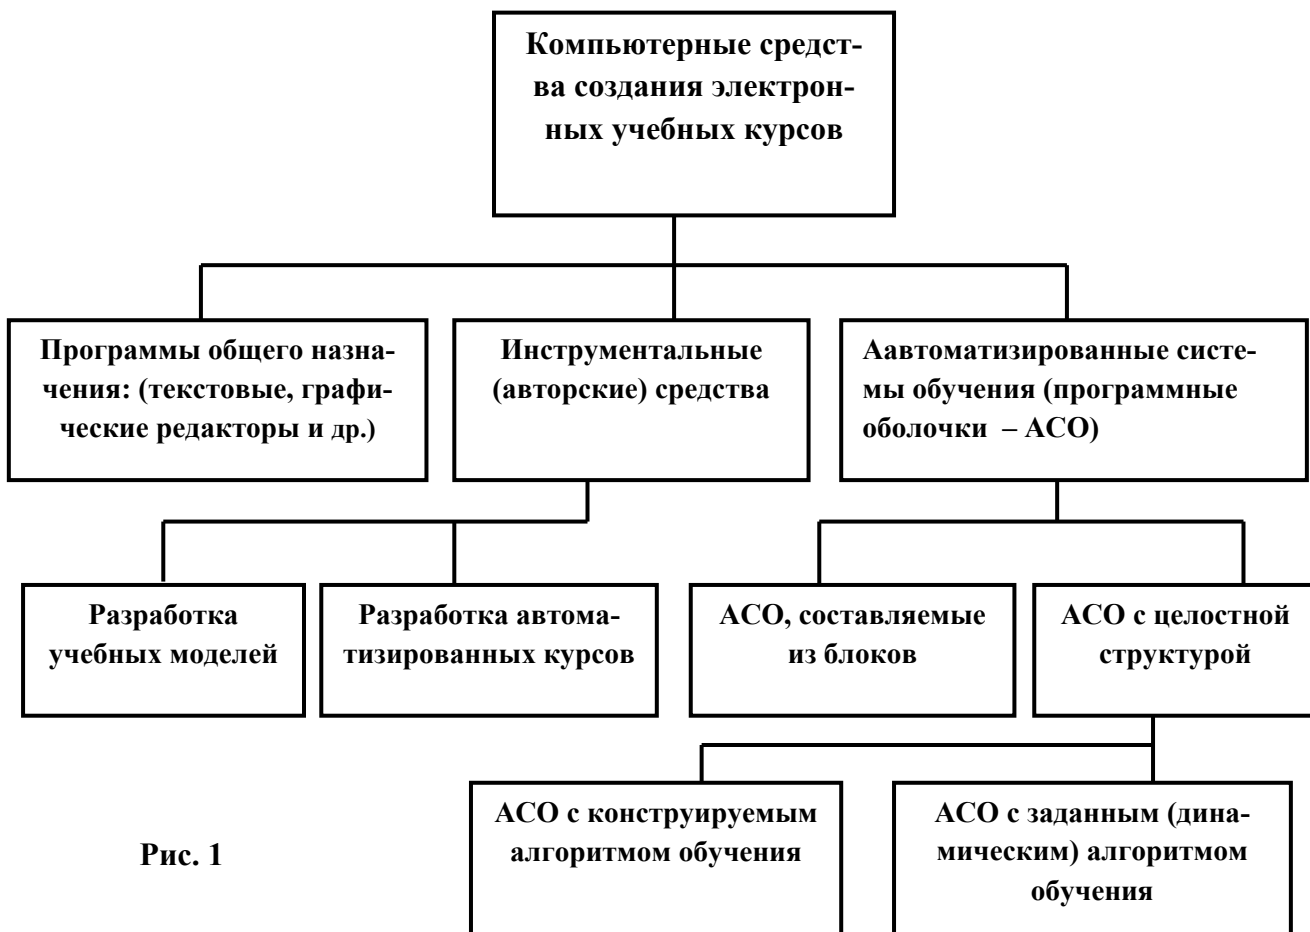 Компьютерные средст-
ва создания электрон-
ных учебных курсов
Программы общего назна-
чения: (текстовые, графи-
ческие редакторы и др.)
Инструментальные
(авторские) средства
Аавтоматизированные систе-
мы обучения (программные
оболочки – АСО)
Разработка
учебных моделей
Разработка автома-
тизированных курсов
АСО, составляемые
из блоков
АСО с целостной
структурой
АСО с конструируемым
алгоритмом обучения
АСО с заданным (дина-
мическим) алгоритмом
обучения
Рис. 1